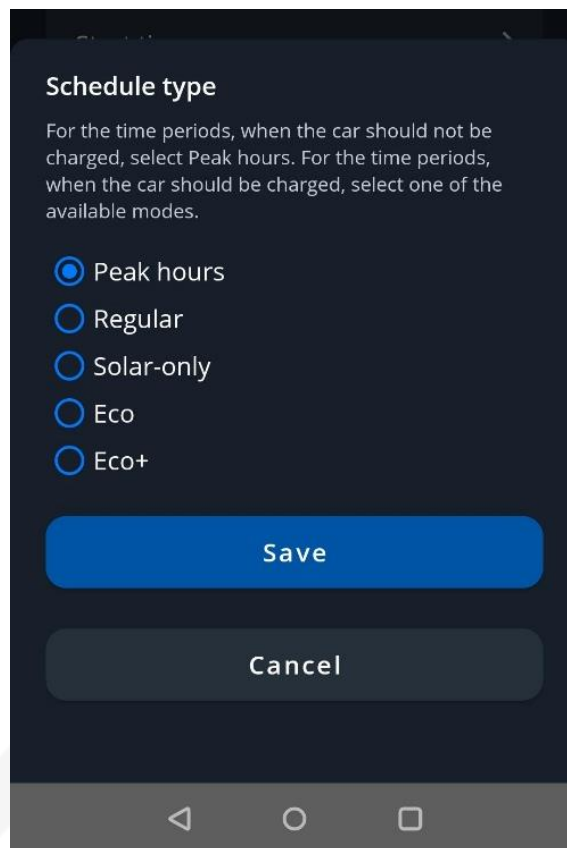 Schedule type
For the time periods, when the car should not be
charged, select Peak hours. For the time periods,
when the car should be charged, select one of the
available modes.
Peak hours
Regular
Solar-only
Eco
Eco+
Save
Cancel